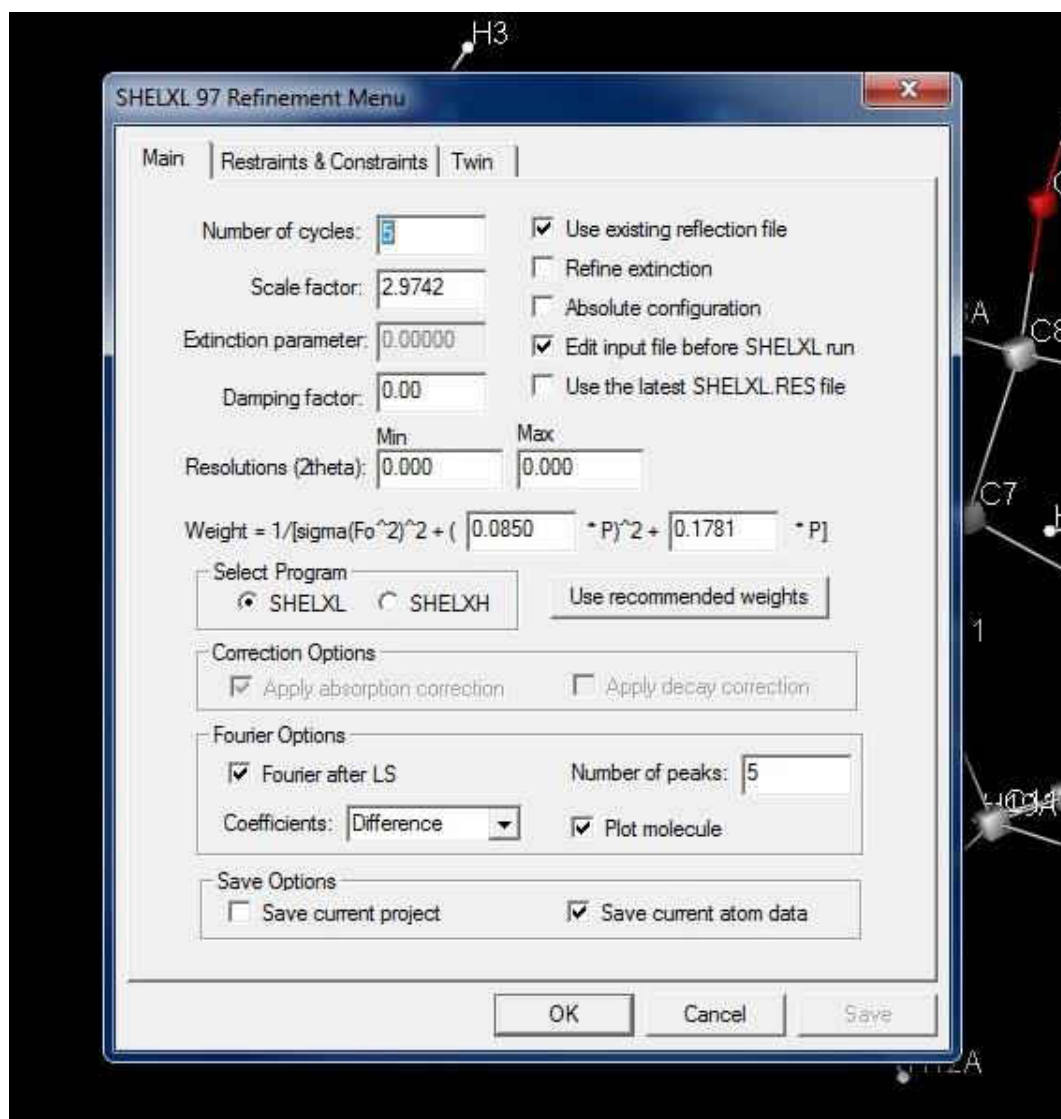 H3
SHELXL 97 Refinement Menu
Main Restraints & Constraints Twin
Number of cycles: 5
Use existing reflection file
Scale factor: 2.9742
Refine extinction
Absolute configuration
Extinction parameter: 0.00000
Edit input file before SHELXL run
Damping factor: 0.00
Use the latest SHELXL.RES file
Min Max
Resolutions (2theta): 0.000 0.000
Weight = 1/[sigma(Fo^2)^2 + ( 0.0850 * P)^2 + 0.1781 * P]
Select Program
SHELXL SHELXH
Use recommended weights
Correction Options
Apply absorption correction Apply decay correction
Fourier Options
Fourier after LS Number of peaks: 5
Coefficients: Difference Plot molecule
Save Options
Save current project Save current atom data
OK Cancel Save
C8
C7
1